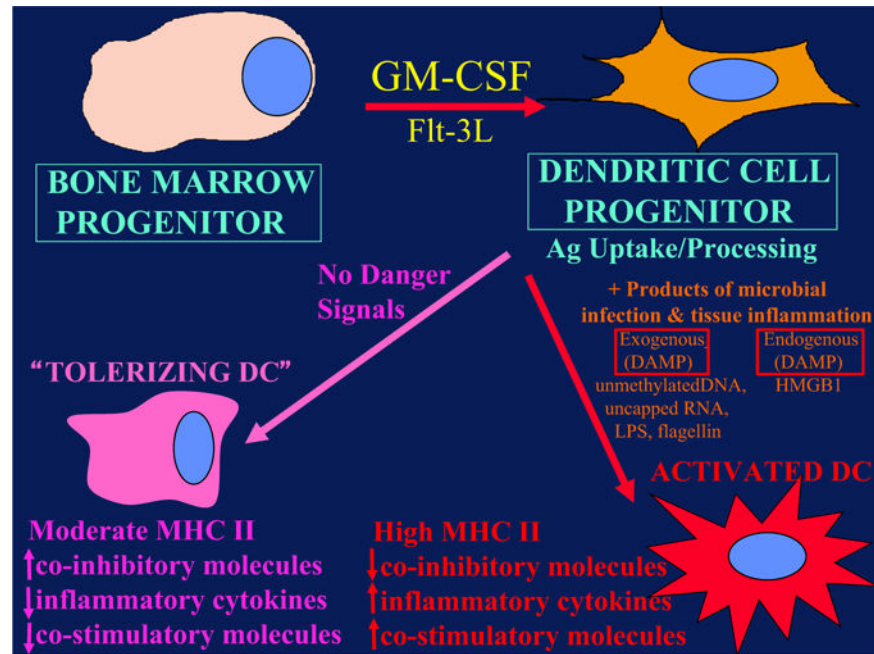 GM-CSF
Flt-3L
BONE MARROW
PROGENITOR
DENDRITIC CELL
PROGENITOR
Ag Uptake/Processing
No Danger
Signals
+ Products of microbial
infection & tissue inflammation
Exogenous
(DAMP)
unmethylatedDNA,
uncapped RNA,
LPS, flagellin
Endogenous
(DAMP)
HMGB1
“TOLERIZING DC”
Moderate MHC II
↑co-inhibitory molecules
↓inflammatory cytokines
↓co-stimulatory molecules
ACTIVATED DC
High MHC II
↓co-inhibitory molecules
↑inflammatory cytokines
↑co-stimulatory molecules